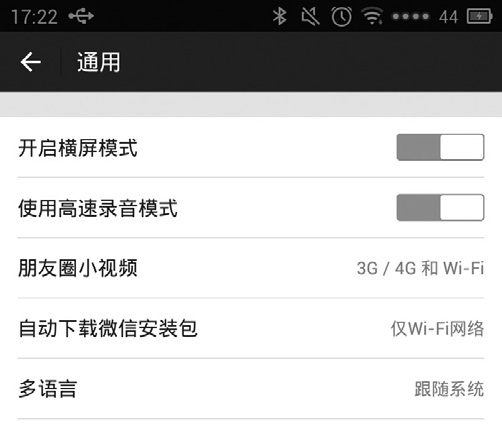 17:22 44
通用
开启横屏模式
使用高速录音模式
朋友圈小视频 3G / 4G 和 Wi-Fi
自动下载微信安装包 仅Wi-Fi网络
多语言 跟随系统